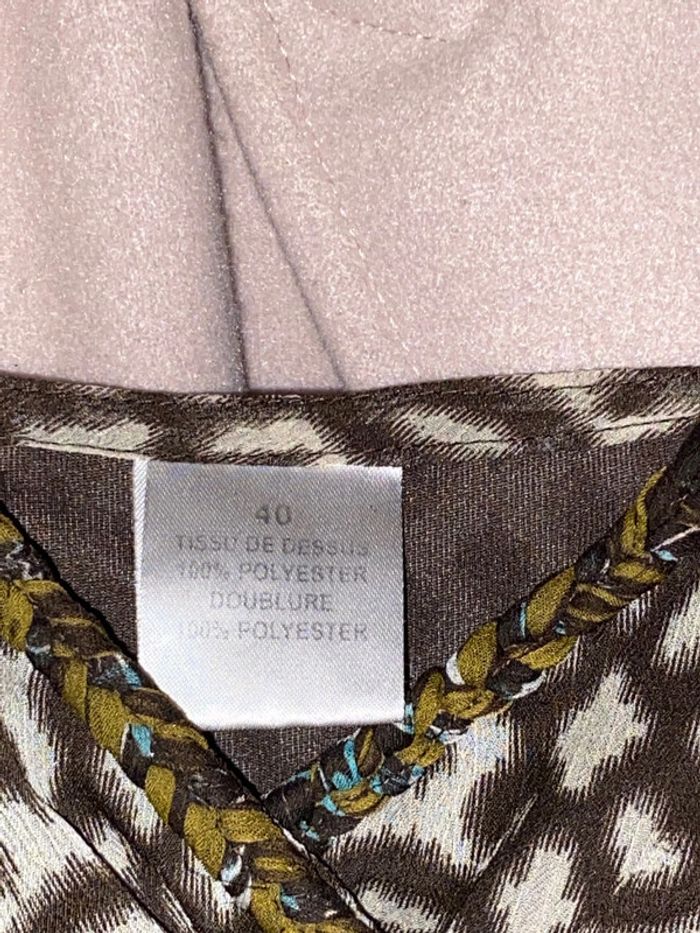 40
TISSU DE DESSUS
100% POLYESTER
DOUBLURE
100% POLYESTER